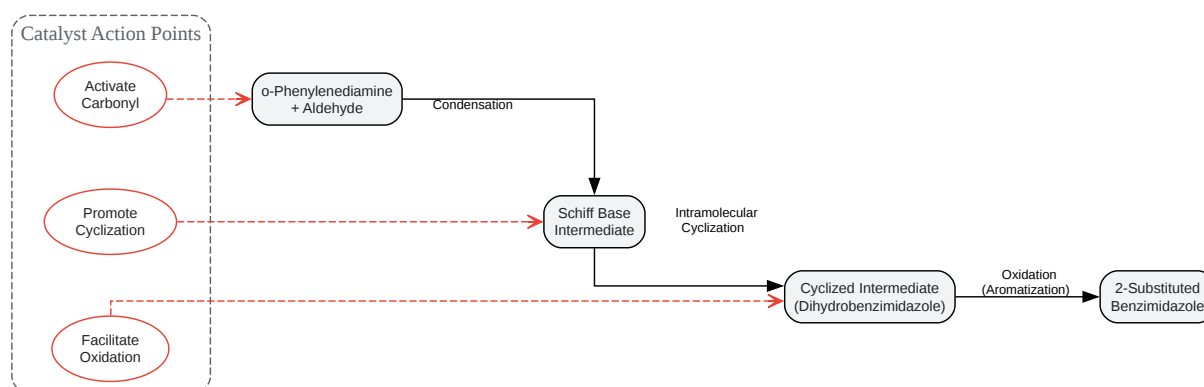 Catalyst Action Points
Activate
Carbonyl
o-Phenylenediamine
+ Aldehyde
Condensation
Promote
Cyclization
Schiff Base
Intermediate
Intramolecular
Cyclization
Facilitate
Oxidation
Cyclized Intermediate
(Dihydrobenzimidazole)
Oxidation
(Aromatization)
2-Substituted
Benzimidazole